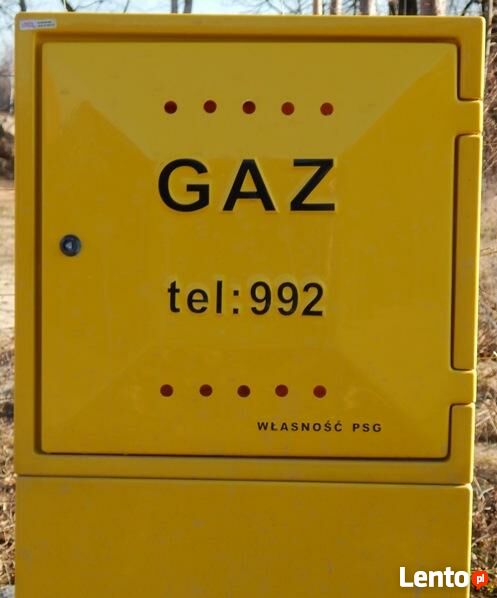 GAZ
tel:992
WŁASNOŚĆ PSG
Lento.pl